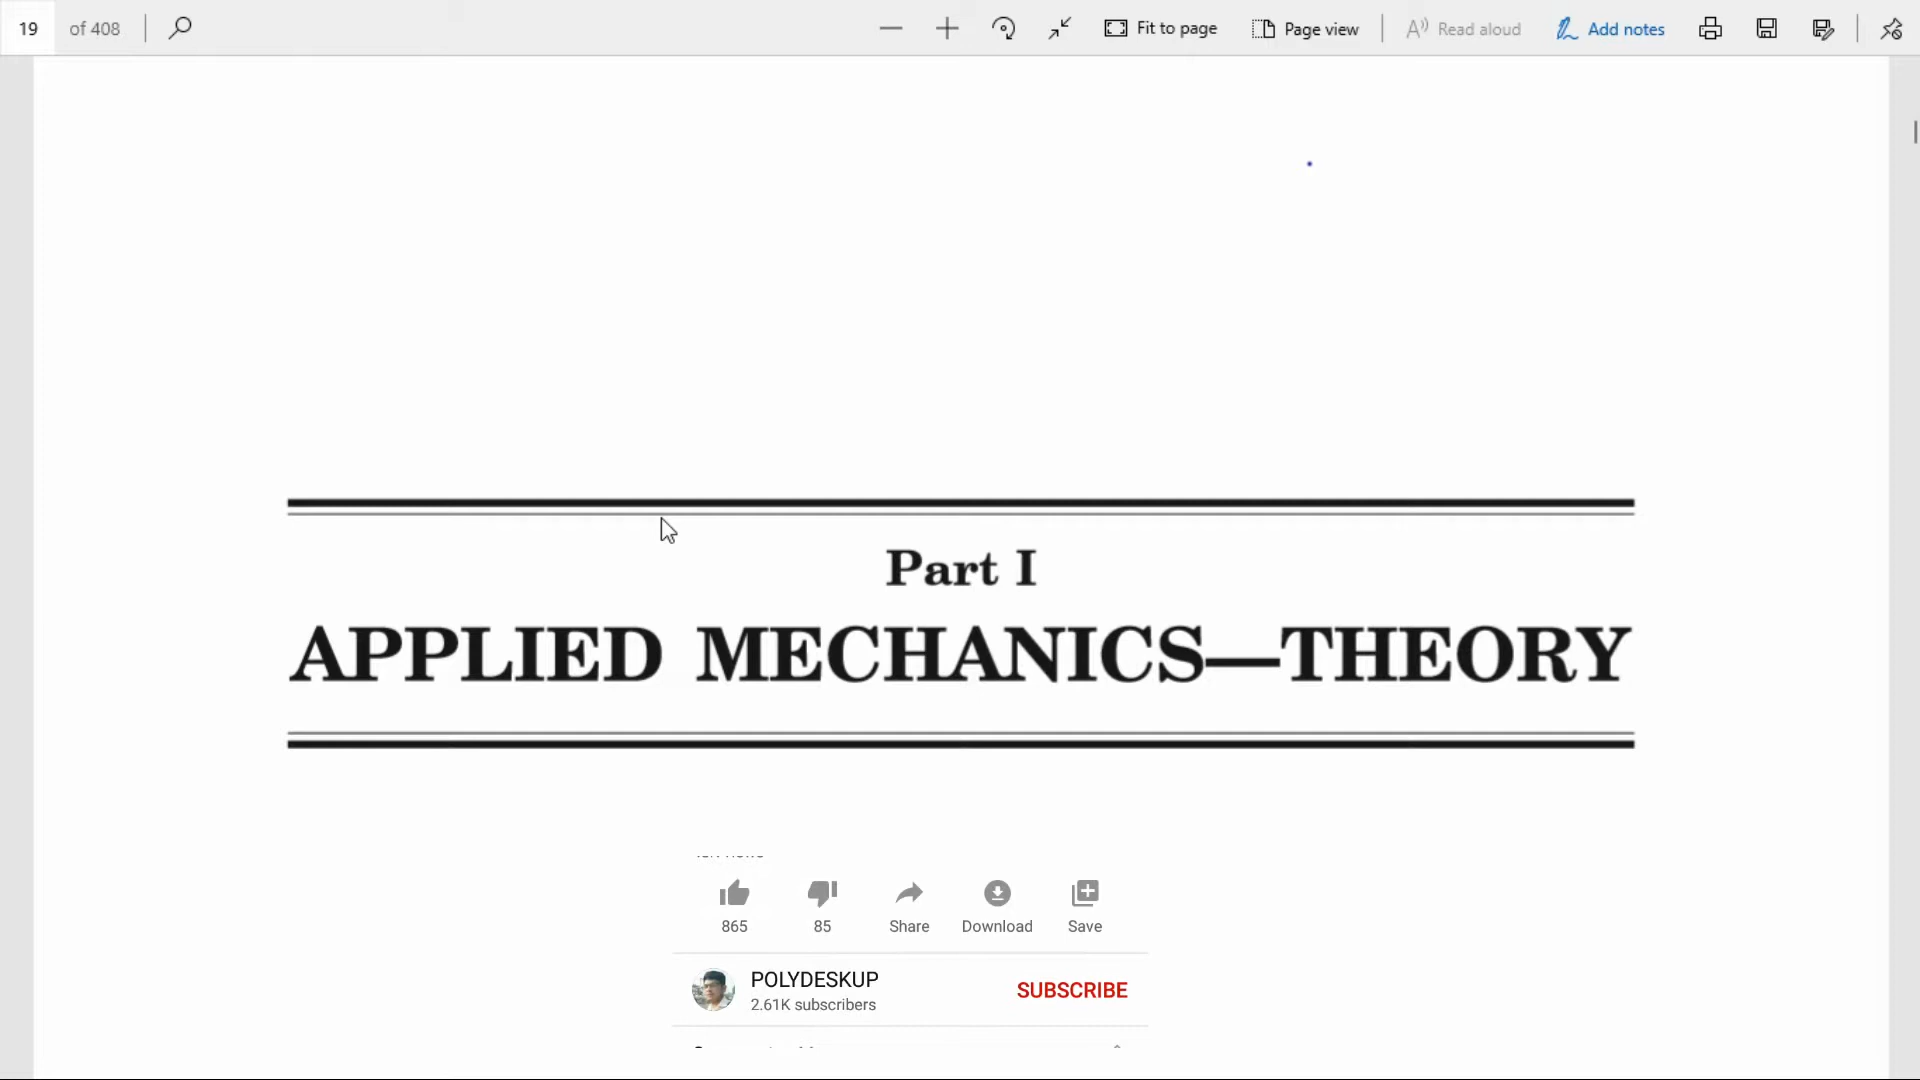 19 of 408 Fit to page Page view Read aloud Add notes
Part I
APPLIED MECHANICS—THEORY
865 85 Share Download Save
POLYDESKUP
2.61K subscribers
SUBSCRIBE